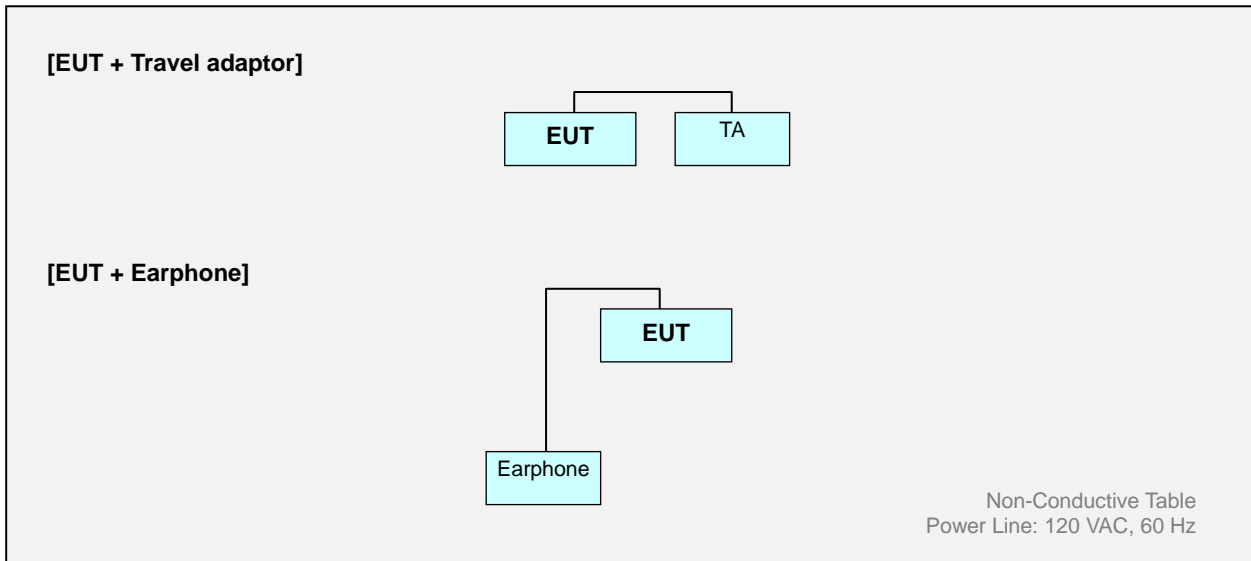 [EUT + Travel adaptor]
EUT
TA
[EUT + Earphone]
EUT
Earphone
Non-Conductive Table
Power Line: 120 VAC, 60 Hz